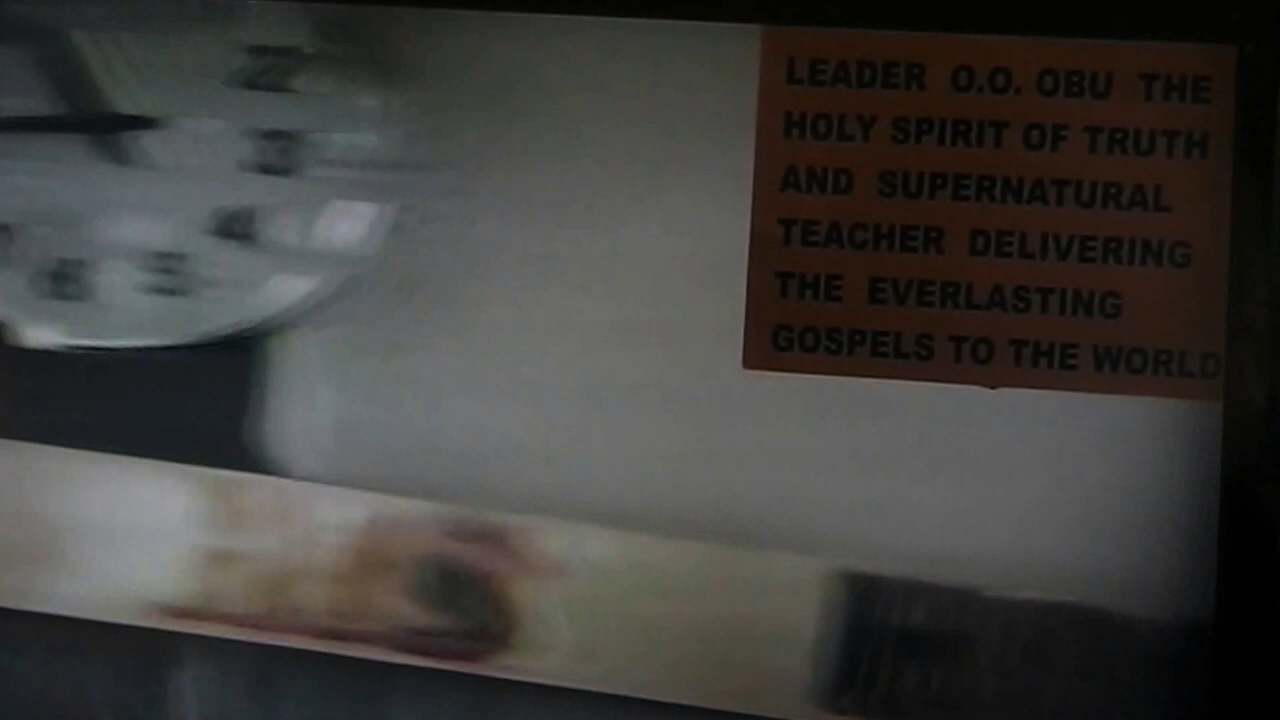 LEADER O.O. OBU THE
HOLY SPIRIT OF TRUTH
AND SUPERNATURAL
TEACHER DELIVERING
THE EVERLASTING
GOSPELS TO THE WORLD